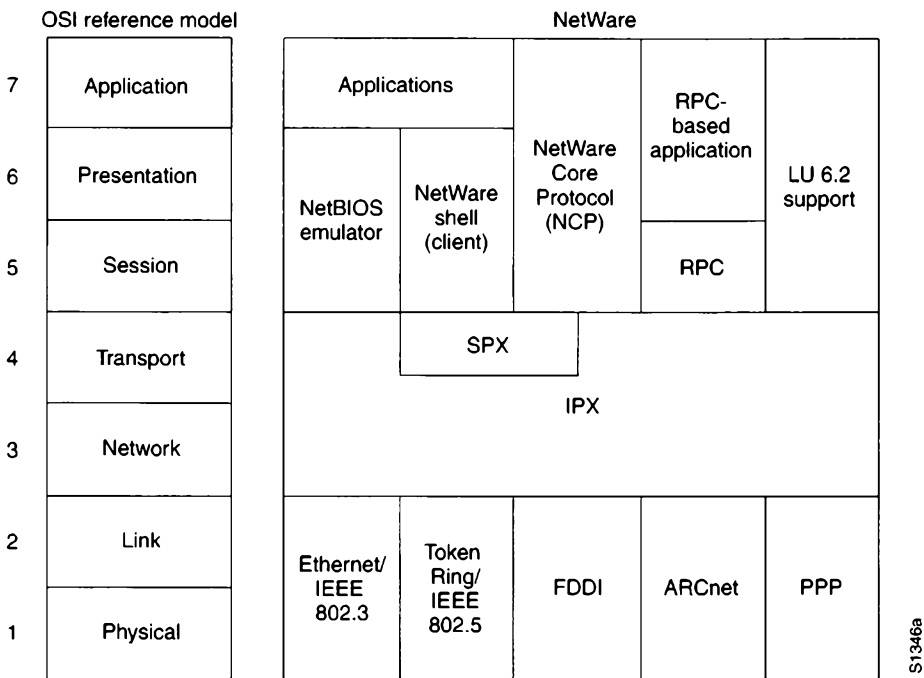 OSI reference model
NetWare
7
Application
Applications
NetWare
Core
Protocol
(NCP)
RPC-
based
application
LU 6.2
support
6
Presentation
NetBIOS
emulator
NetWare
shell
(client)
5
Session
RPC
4
Transport
SPX
IPX
3
Network
2
Link
Ethernet/
IEEE
802.3
Token
Ring/
IEEE
802.5
FDDI
ARCnet
PPP
1
Physical
S1346a